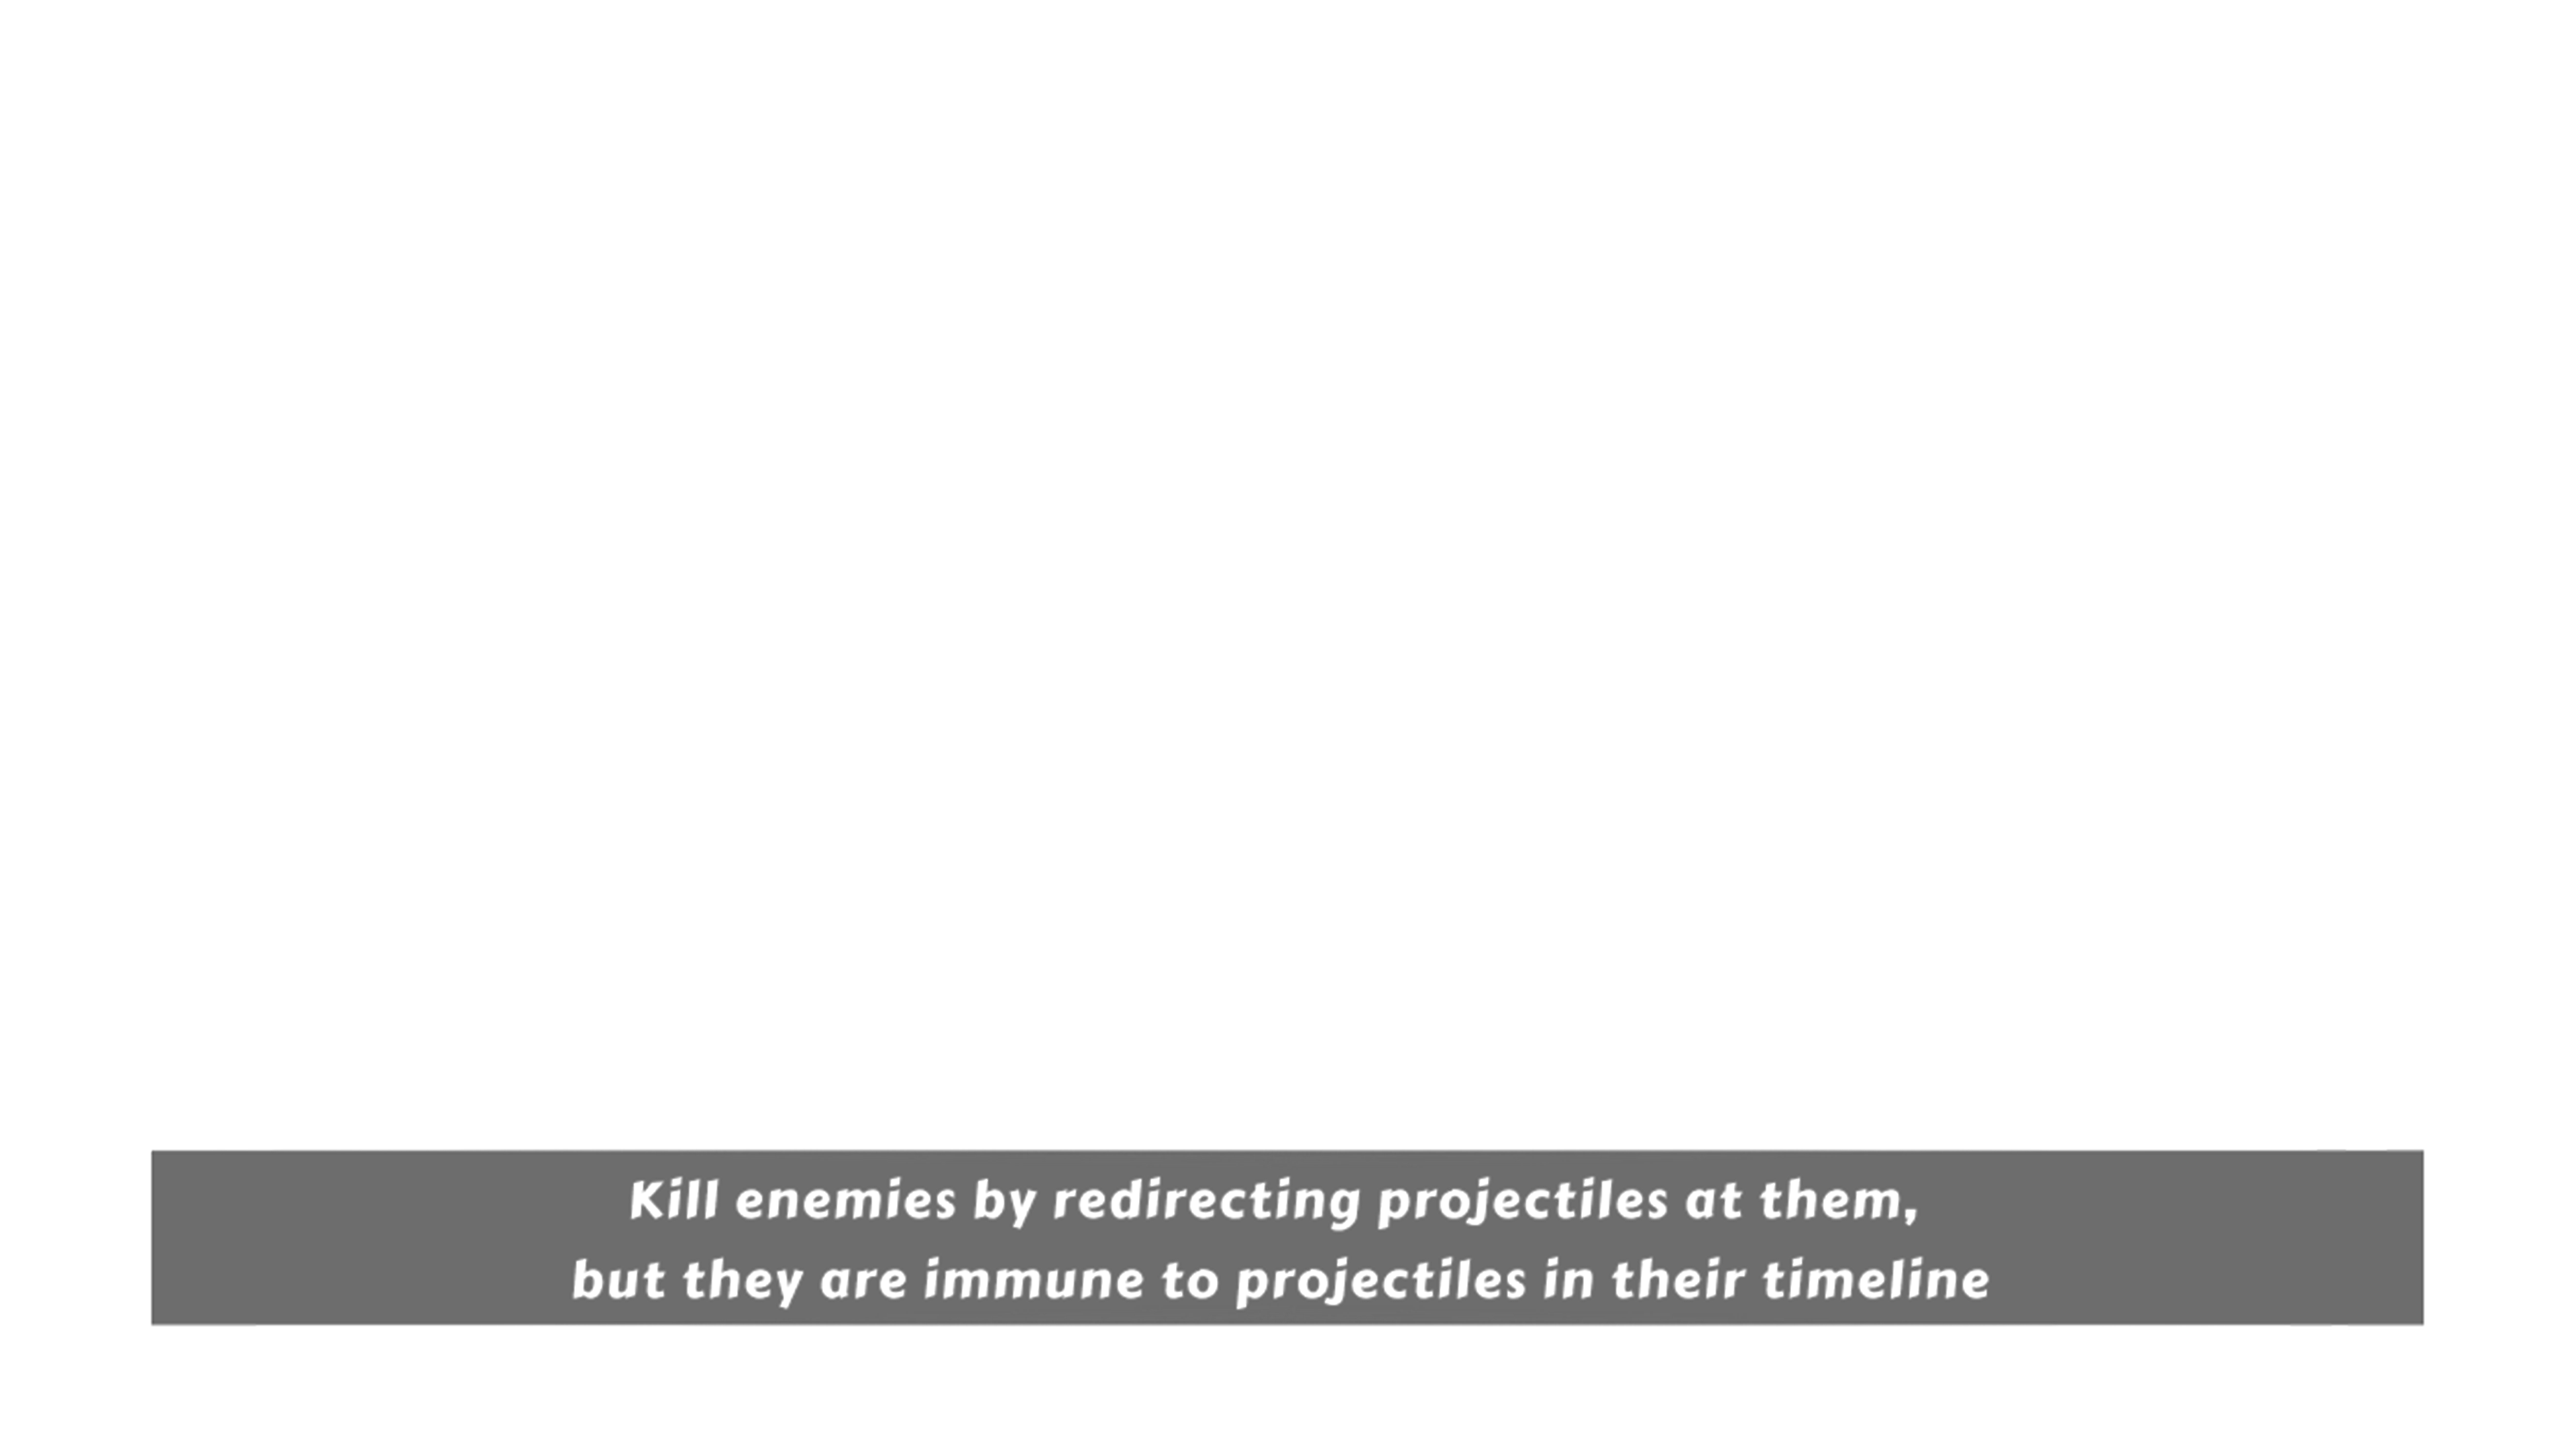 Kill enemies by redirecting projectiles at them,
but they are immune to projectiles in their timeline